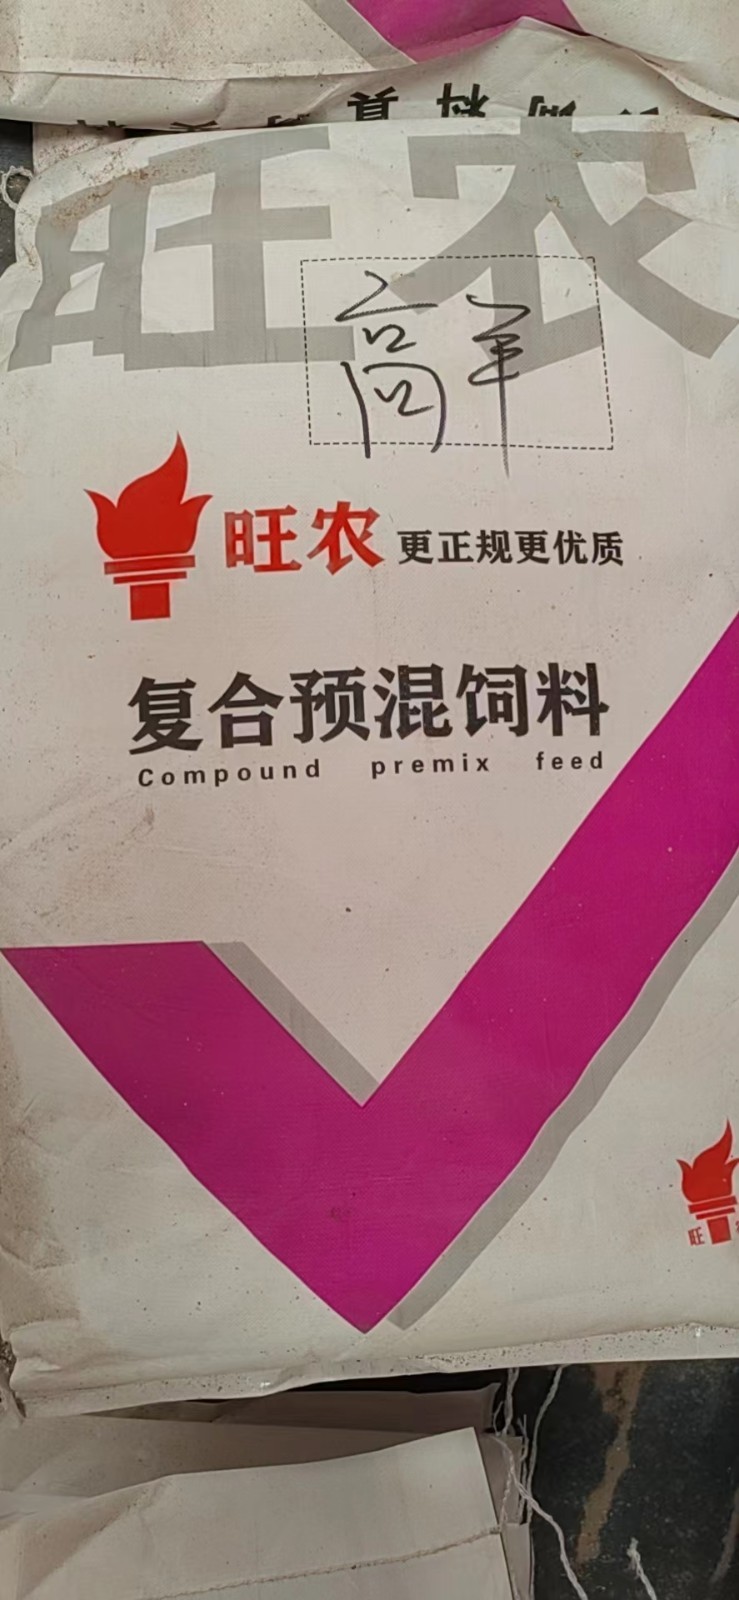 旺农
高羊
旺农 更正规更优质
复合预混饲料
Compound premix feed
旺